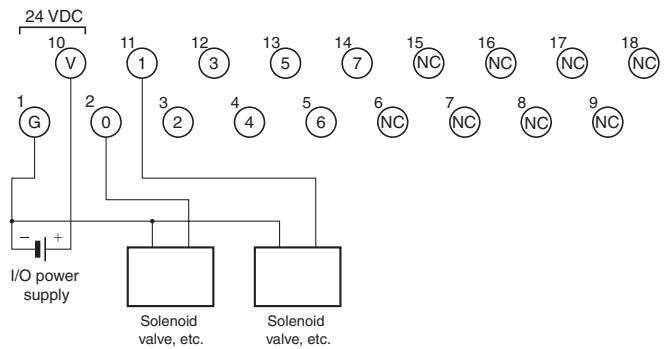 24 VDC
10 11 12 13 14 15 16 17 18
V 1 3 5 7 NC NC NC NC
1 2 3 4 5 6 7 8 9
G 0 2 4 6 NC NC NC NC
− +
I/O power
supply
Solenoid
valve, etc.
Solenoid
valve, etc.